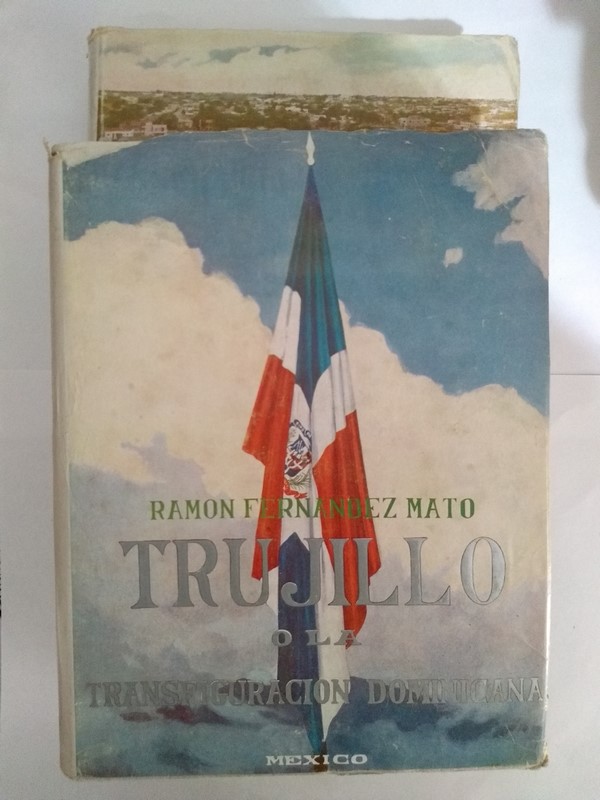 RAMON FERNANDEZ MATO
TRUJILLO
O LA
TRANSFIGURACION DOMINICANA
MEXICO